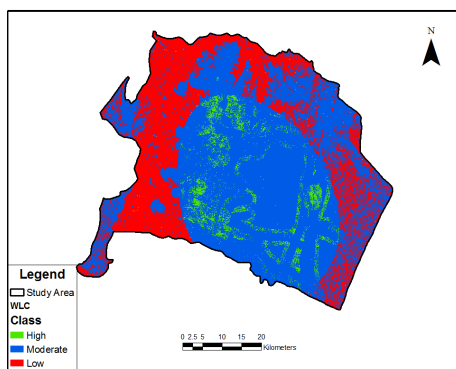 N
Legend
Study Area
WLC
Class
High
Moderate
Low
0 2.5 5 10 15 20
Kilometers